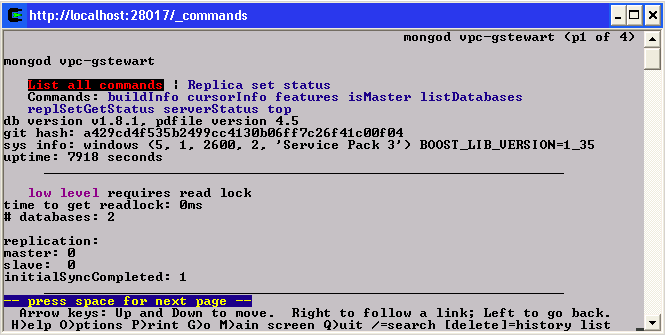 http://localhost:28017/_commands
mongod vpc-gstewart (p1 of 4)
mongod vpc-gstewart
List all commands | Replica set status
Commands: buildInfo cursorInfo features isMaster listDatabases
replSetGetStatus serverStatus top
db version v1.8.1, pdfile version 4.5
git hash: a429cd4f535b2499cc4130b06ff7c26f41c00f04
sys info: windows (5, 1, 2600, 2, 'Service Pack 3') BOOST_LIB_VERSION=1_35
uptime: 7918 seconds
low level requires read lock
time to get readlock: 0ms
# databases: 2
replication:
master: 0
slave:  0
initialSyncCompleted: 1
-- press space for next page --
Arrow keys: Up and Down to move.  Right to follow a link; Left to go back.
H)elp O)ptions P)rint G)o M)ain screen Q)uit /=search [delete]=history list